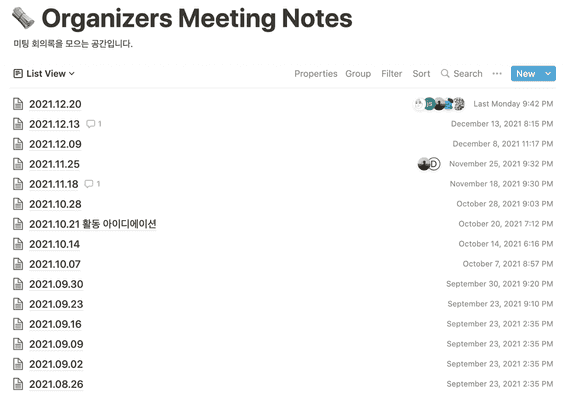 Organizers Meeting Notes
미팅 회의록을 모으는 공간입니다.
List View Properties Group Filter Sort Search ··· New
2021.12.20 Last Monday 9:42 PM
2021.12.13 1 December 13, 2021 8:15 PM
2021.12.09 December 8, 2021 11:17 PM
2021.11.25 D November 25, 2021 9:32 PM
2021.11.18 1 November 18, 2021 9:30 PM
2021.10.28 October 28, 2021 9:03 PM
2021.10.21 활동 아이디에이션 October 20, 2021 7:12 PM
2021.10.14 October 14, 2021 6:16 PM
2021.10.07 October 7, 2021 8:57 PM
2021.09.30 September 30, 2021 9:20 PM
2021.09.23 September 23, 2021 9:10 PM
2021.09.16 September 23, 2021 2:35 PM
2021.09.09 September 23, 2021 2:35 PM
2021.09.02 September 23, 2021 2:35 PM
2021.08.26 September 23, 2021 2:35 PM